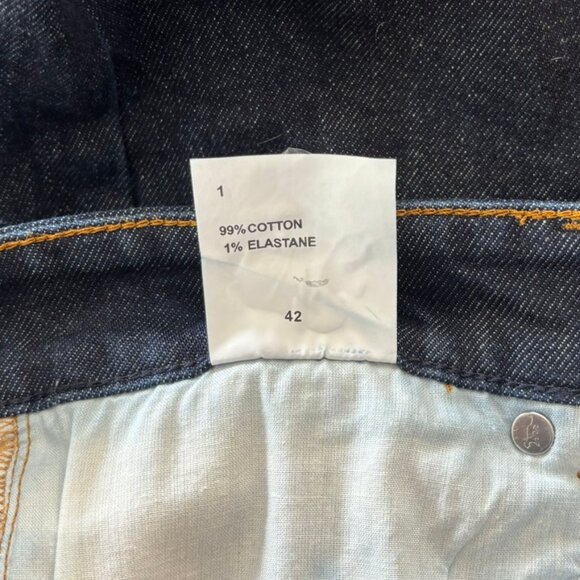 1
99% COTTON
1% ELASTANE
42